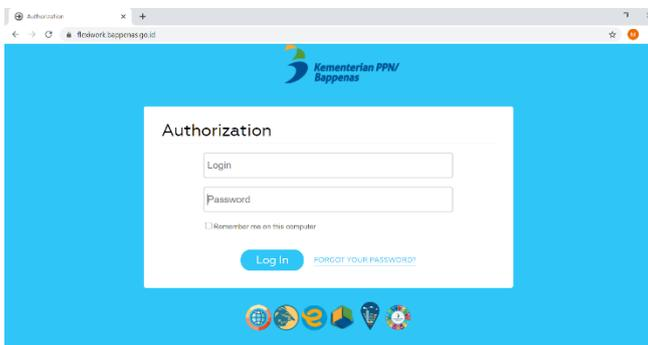 Authorization
flexiwork.bappenas.go.id
Kementerian PPN/
Bappenas
Authorization
Login
Password
Remember me on this computer
Log In
FORGOT YOUR PASSWORD?